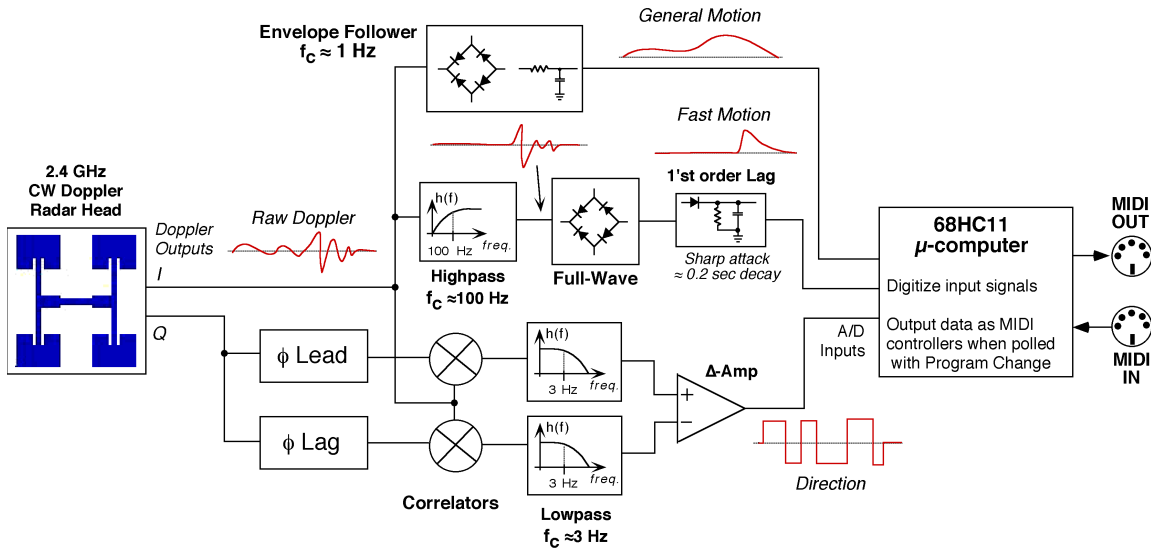 General Motion
Envelope Follower
fC ≈ 1 Hz
Fast Motion
1'st order Lag
2.4 GHz
CW Doppler
Radar Head
Raw Doppler
Doppler
Outputs
I
Q
h(f)
100 Hz
freq.
Highpass
fC ≈100 Hz
Full-Wave
Sharp attack
≈ 0.2 sec decay
68HC11
µ-computer
Digitize input signals
Output data as MIDI
controllers when polled
with Program Change
MIDI
OUT
MIDI
IN
A/D
Inputs
ϕ Lead
ϕ Lag
h(f)
3 Hz
freq.
h(f)
3 Hz
freq.
Δ-Amp
+
−
Correlators
Lowpass
fC ≈3 Hz
Direction